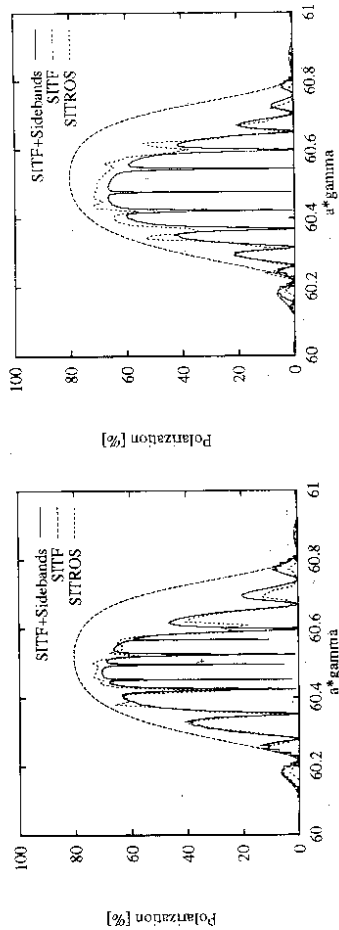 Polarization [%]
100
80
60
40
20
0
SITF+Sidebands
SITF
SITROS
60
60.2
60.4
60.6
60.8
61
a*gamma
Polarization [%]
100
80
60
40
20
0
SITF+Sidebands
SITF
SITROS
60
60.2
60.4
60.6
60.8
61
a*gamma